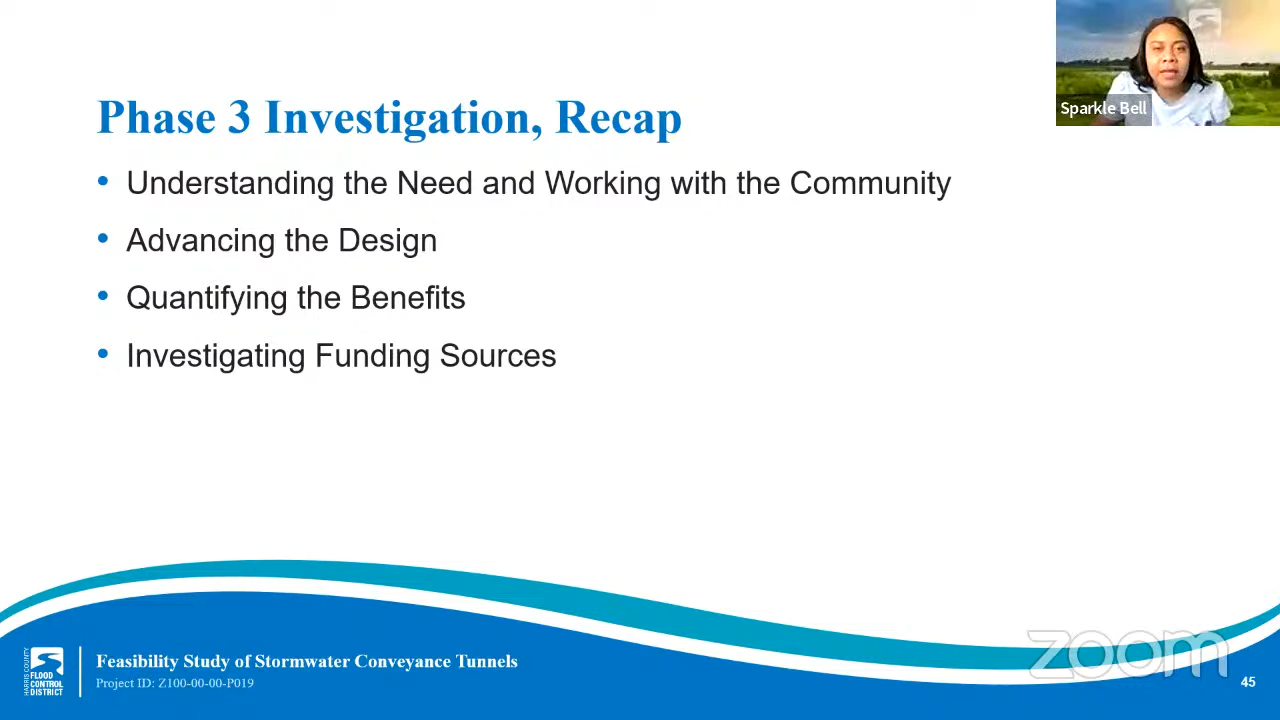 Phase 3 Investigation, Recap
Sparkle Bell
• Understanding the Need and Working with the Community
• Advancing the Design
• Quantifying the Benefits
• Investigating Funding Sources
HARRIS COUNTY
FLOOD
CONTROL
DISTRICT
Feasibility Study of Stormwater Conveyance Tunnels
Project ID: Z100-00-00-P019
zoom
45